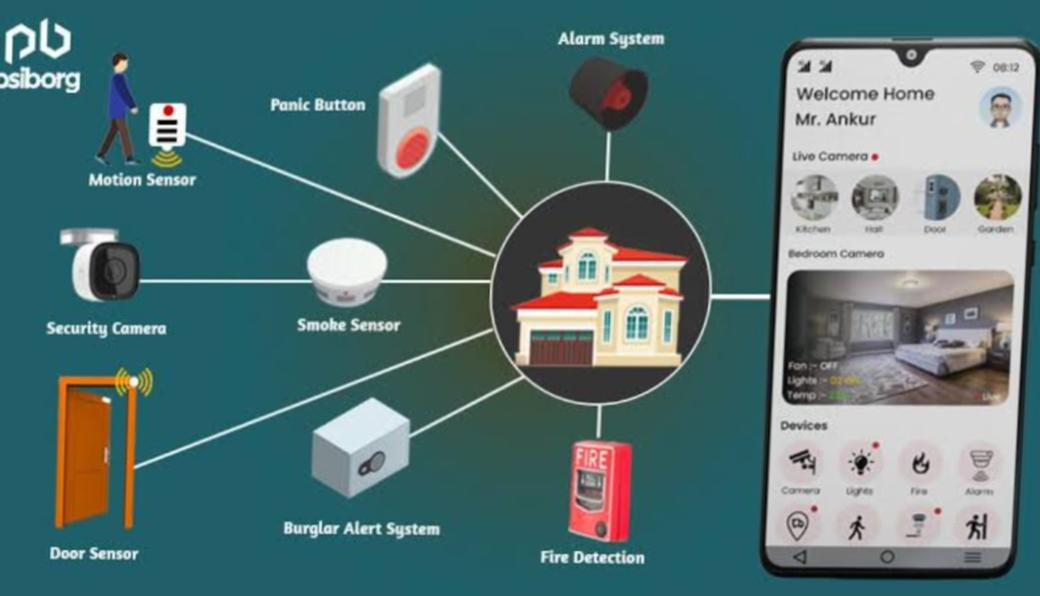 pb
psiborg
Motion Sensor
Panic Button
Alarm System
Security Camera
Smoke Sensor
Door Sensor
Burglar Alert System
FIRE
Fire Detection
08:12
Welcome Home
Mr. Ankur
Live Camera
Kitchen
Hall
Door
Garden
Bedroom Camera
Fan :- OFF
Lights :-
Temp :-
Live
Devices
Camera
Lights
Fire
Alarm